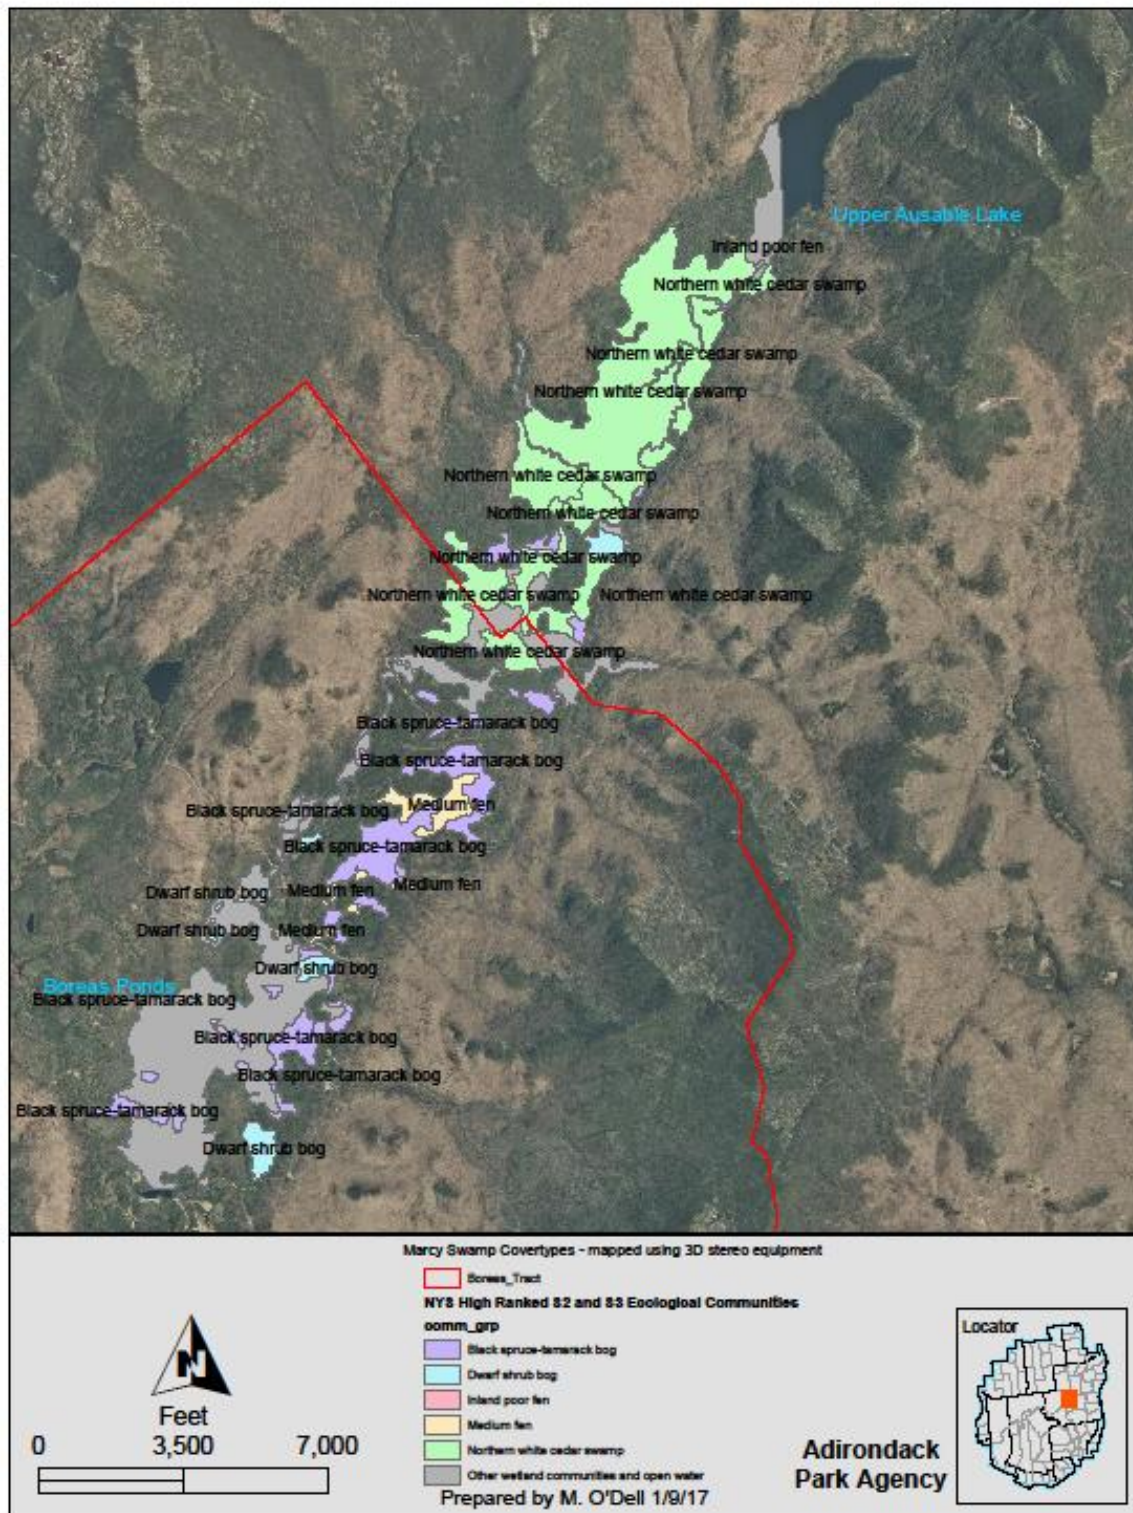 Upper Ausable Lake
Inland poor fen
Northern white cedar swamp
Northern white cedar swamp
Northern white cedar swamp
Northern white cedar swamp
Northern white cedar swamp
Northern white cedar swamp
Northern white cedar swamp
Northern white cedar swamp
Northern white cedar swamp
Black spruce-tamarack bog
Black spruce-tamarack bog
Medium fen
Black spruce-tamarack bog
Black spruce-tamarack bog
Medium fen
Dwarf shrub bog
Medium fen
Dwarf shrub bog
Medium fen
Dwarf shrub bog
Boreas Ponds
Black spruce-tamarack bog
Black spruce-tamarack bog
Black spruce-tamarack bog
Black spruce-tamarack bog
Dwarf shrub bog
Marcy Swamp Covertypes - mapped using 3D stereo equipment
Boreas_Tract
NYS High Ranked S2 and S3 Ecological Communities
comm_grp
Black spruce-tamarack bog
Dwarf shrub bog
Inland poor fen
Medium fen
Northern white cedar swamp
Other wetland communities and open water
Prepared by M. O'Dell 1/9/17
N
Feet
0 3,500 7,000
Adirondack
Park Agency
Locator